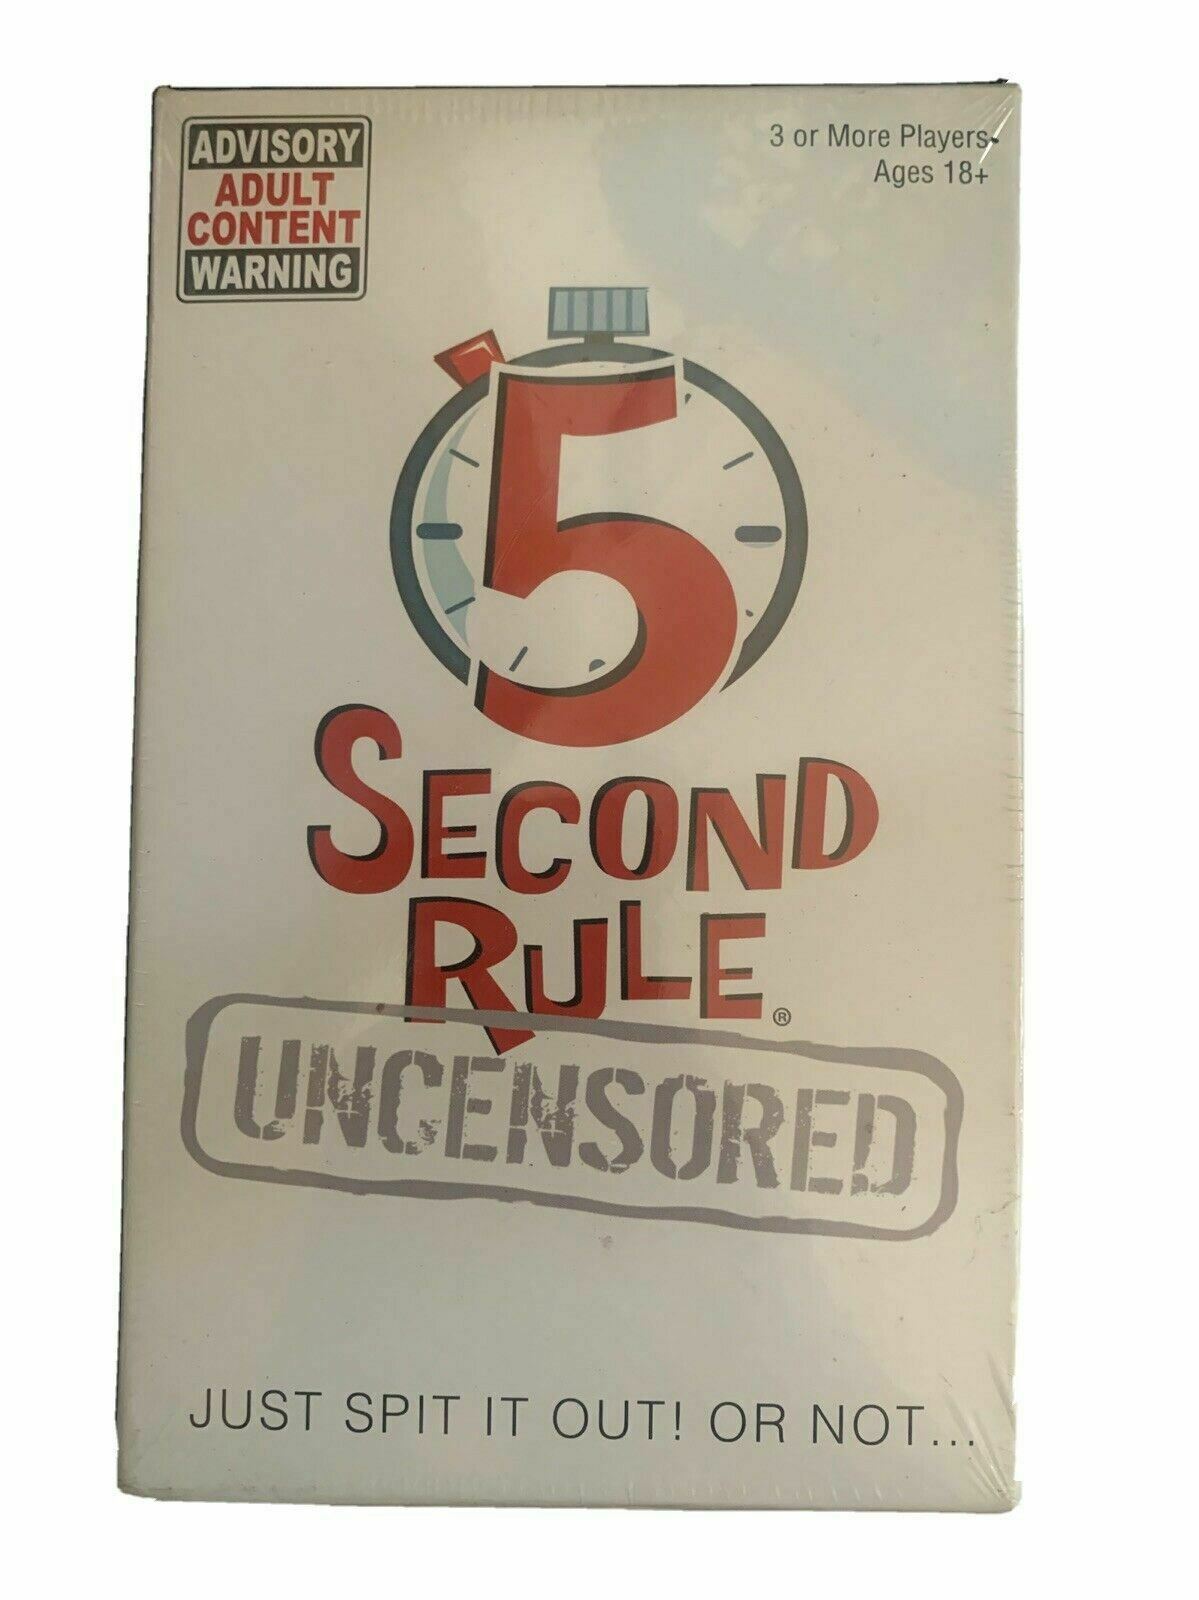 ADVISORY
ADULT
CONTENT
WARNING
3 or More Players
Ages 18+
5
SECOND
RULE®
UNCENSORED
JUST SPIT IT OUT! OR NOT...